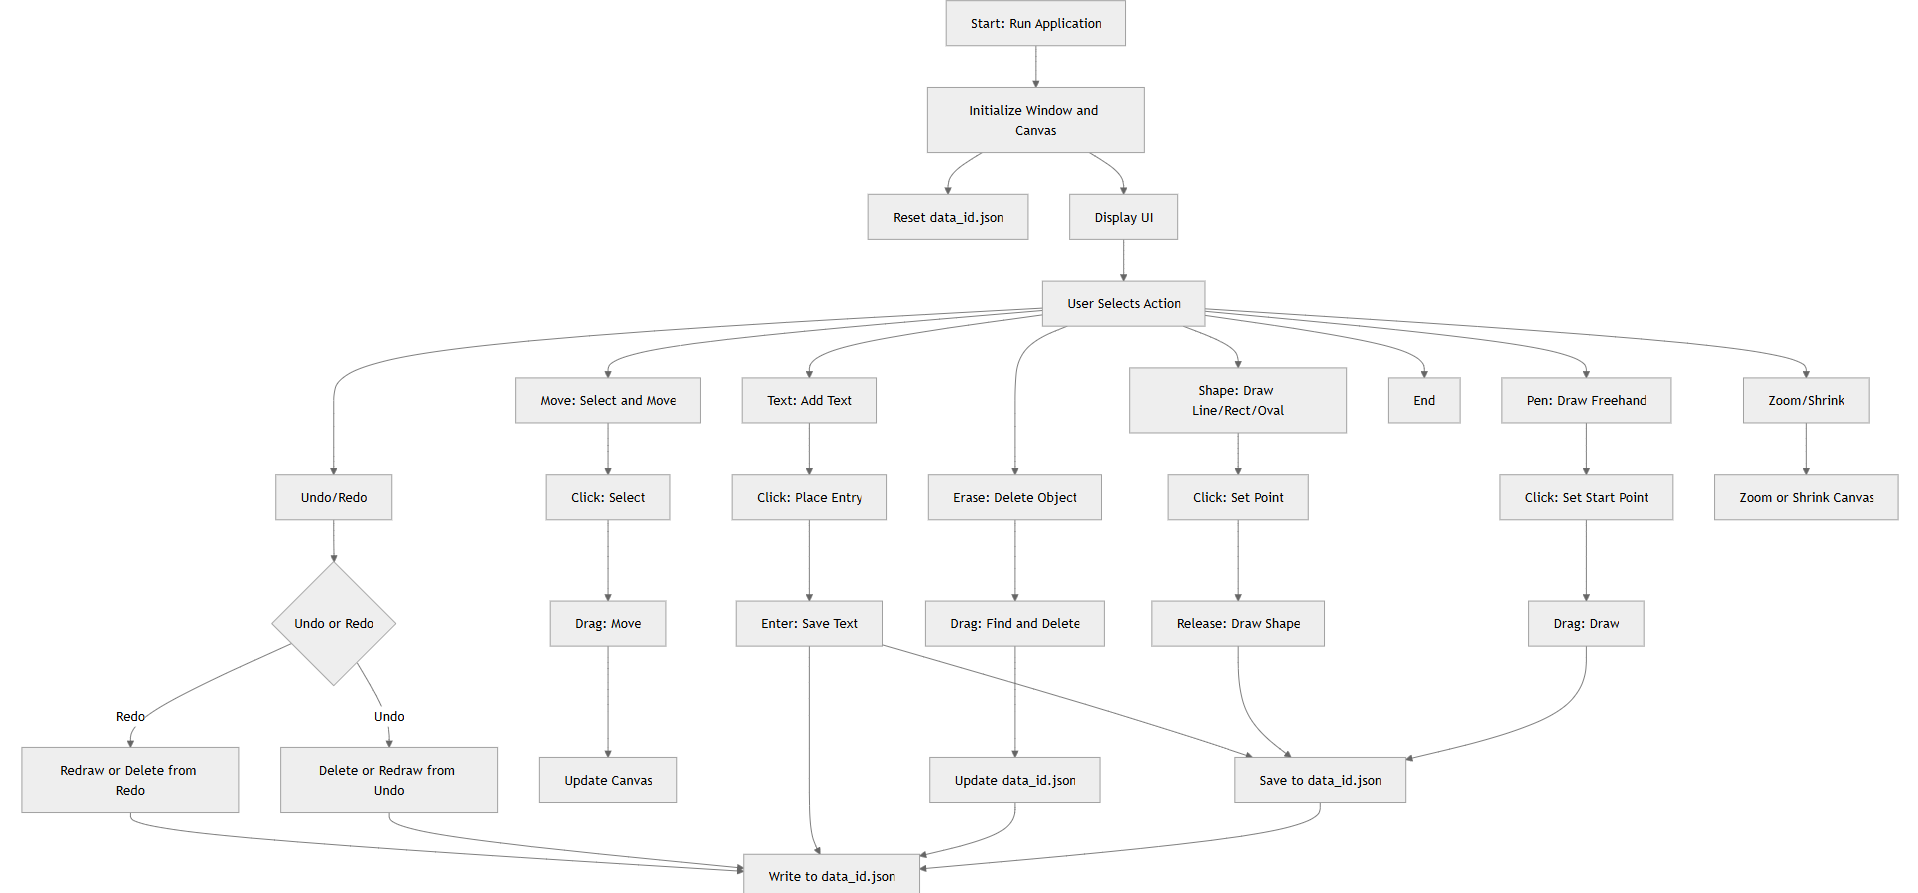 Start: Run Application
Initialize Window and
Canvas
Reset data_id.json
Display UI
User Selects Action
Move: Select and Move
Text: Add Text
Shape: Draw
Line/Rect/Oval
End
Pen: Draw Freehand
Zoom/Shrink
Undo/Redo
Click: Select
Click: Place Entry
Erase: Delete Object
Click: Set Point
Click: Set Start Point
Zoom or Shrink Canvas
Undo or Redo
Drag: Move
Enter: Save Text
Drag: Find and Delete
Release: Draw Shape
Drag: Draw
Redo
Undo
Redraw or Delete from
Redo
Delete or Redraw from
Undo
Update Canvas
Update data_id.json
Save to data_id.json
Write to data_id.json